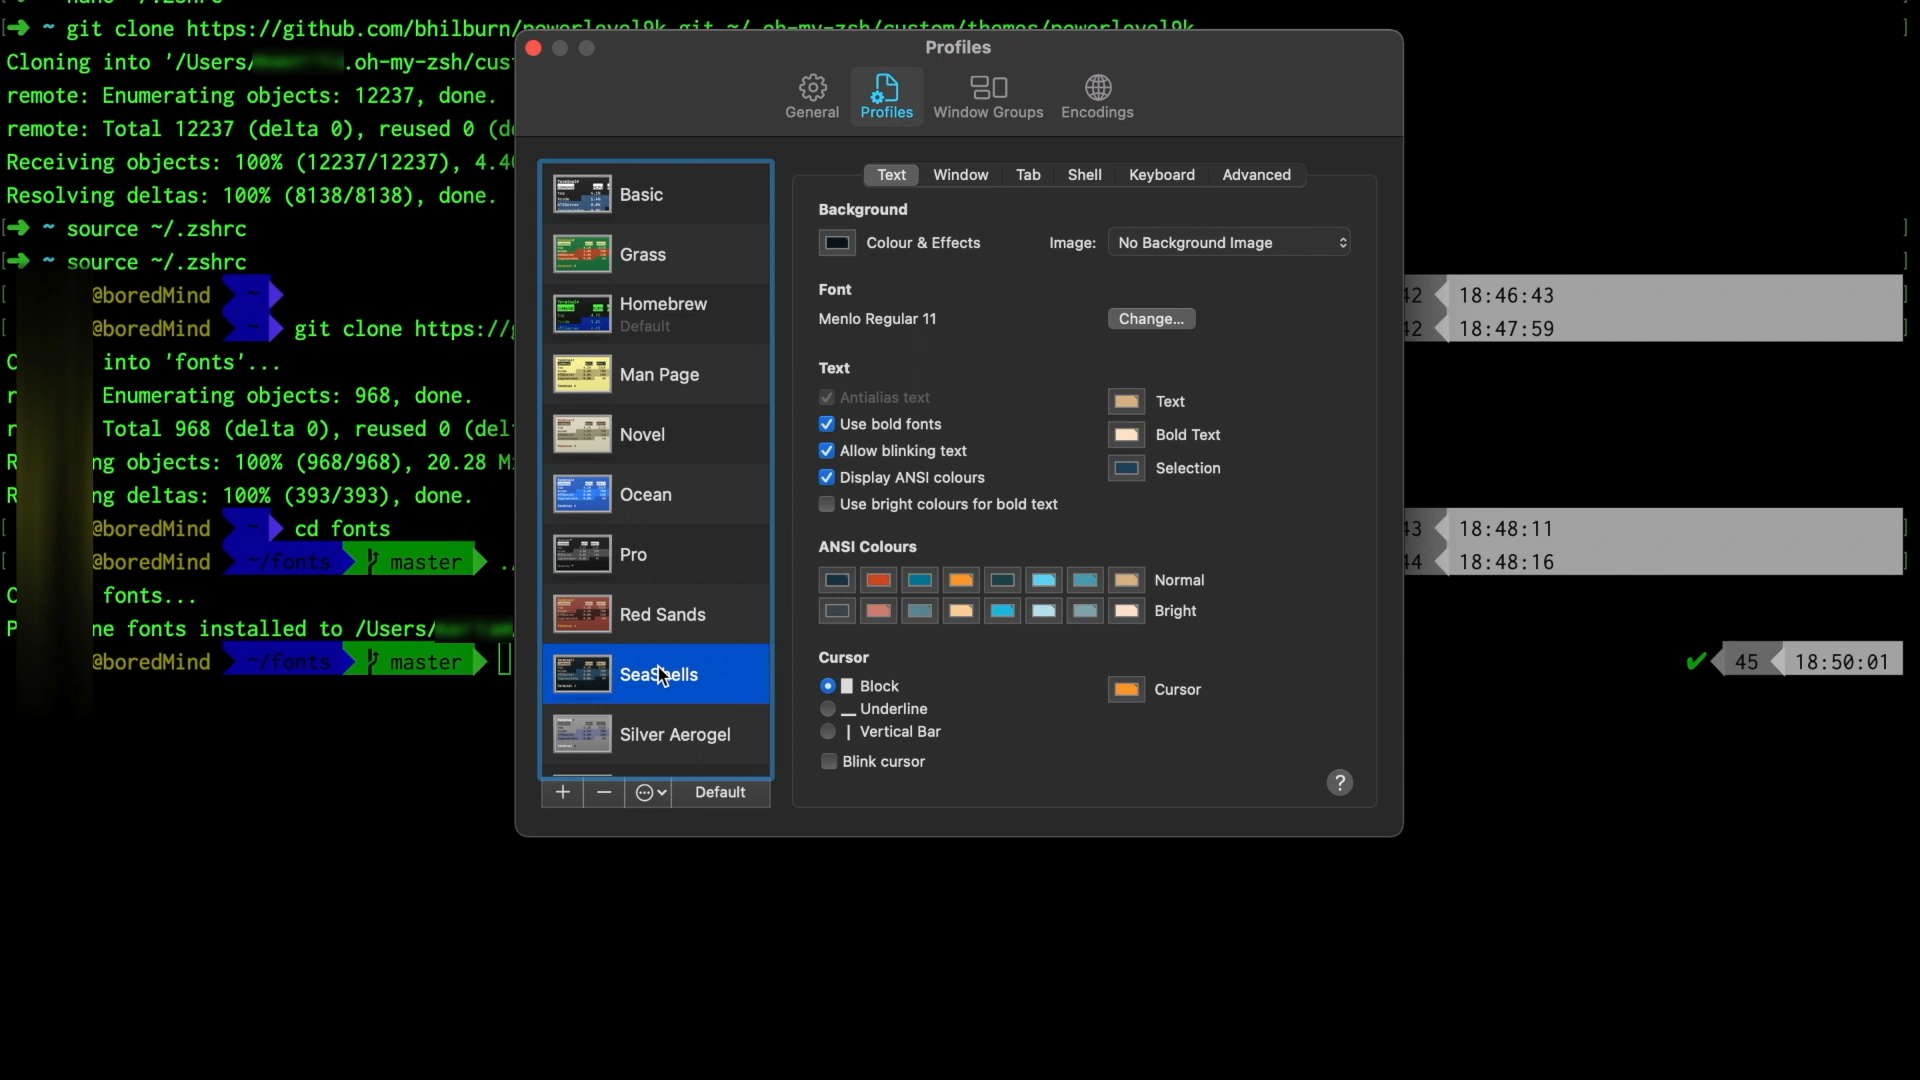 git clone https://github.com/bhilburn/powerlevel9k.git ~/.oh-my-zsh/custom/themes/powerlevel9k
Cloning into '/Users/ .oh-my-zsh/cus
remote: Enumerating objects: 12237, done.
remote: Total 12237 (delta 0), reused 0 (d
Receiving objects: 100% (12237/12237), 4.4
Resolving deltas: 100% (8138/8138), done.
~ source ~/.zshrc
~ source ~/.zshrc
@boredMind ~ 42 18:46:43
@boredMind ~ git clone https:// 42 18:47:59
C into 'fonts'...
r Enumerating objects: 968, done.
r Total 968 (delta 0), reused 0 (del
R ng objects: 100% (968/968), 20.28 M
R ng deltas: 100% (393/393), done.
@boredMind ~ cd fonts 43 18:48:11
@boredMind ~/fonts master . 44 18:48:16
C fonts...
P ne fonts installed to /Users/
@boredMind ~/fonts master ✔ 45 18:50:01
Profiles
General Profiles Window Groups Encodings
Basic
Grass
Homebrew
Default
Man Page
Novel
Ocean
Pro
Red Sands
SeaShells
Silver Aerogel
+ − Default
Text Window Tab Shell Keyboard Advanced
Background
Colour & Effects Image: No Background Image
Font
Menlo Regular 11 Change...
Text
Antialias text
Use bold fonts
Allow blinking text
Display ANSI colours
Use bright colours for bold text
Text
Bold Text
Selection
ANSI Colours
Normal
Bright
Cursor
Block
Underline
Vertical Bar
Blink cursor
Cursor
?